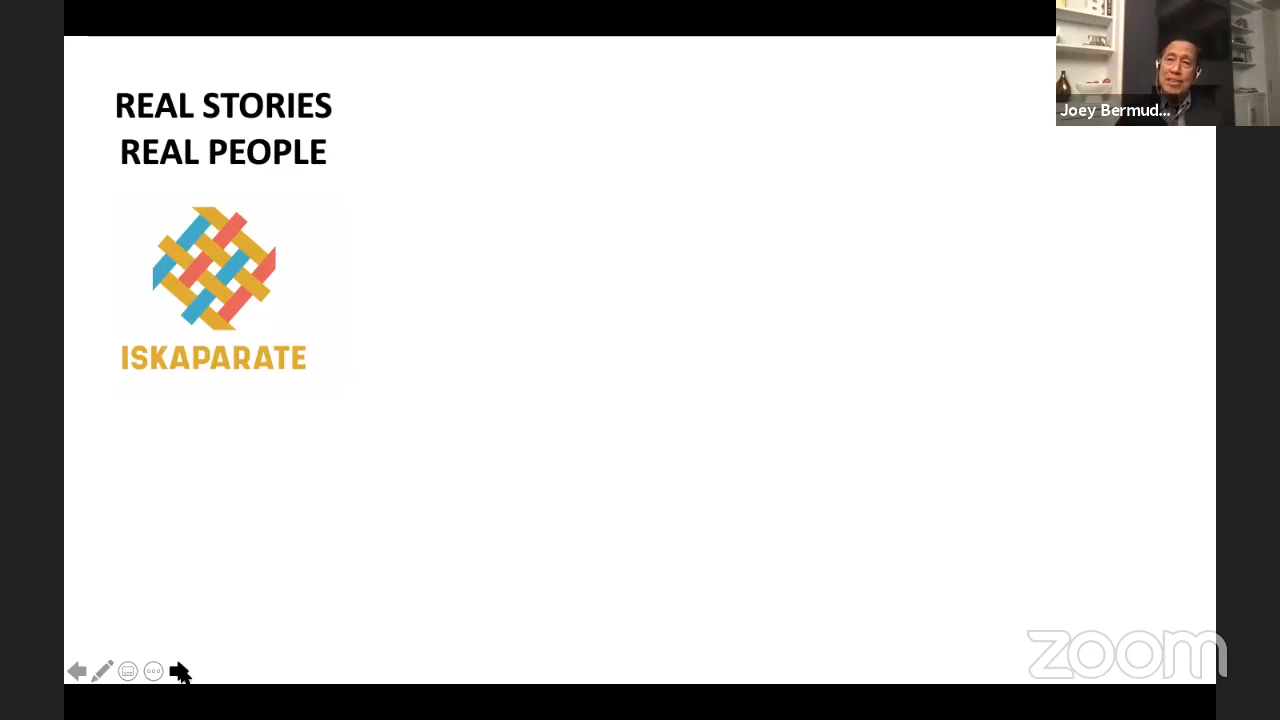 REAL STORIES
REAL PEOPLE
ISKAPARATE
Joey Bermud...
zoom